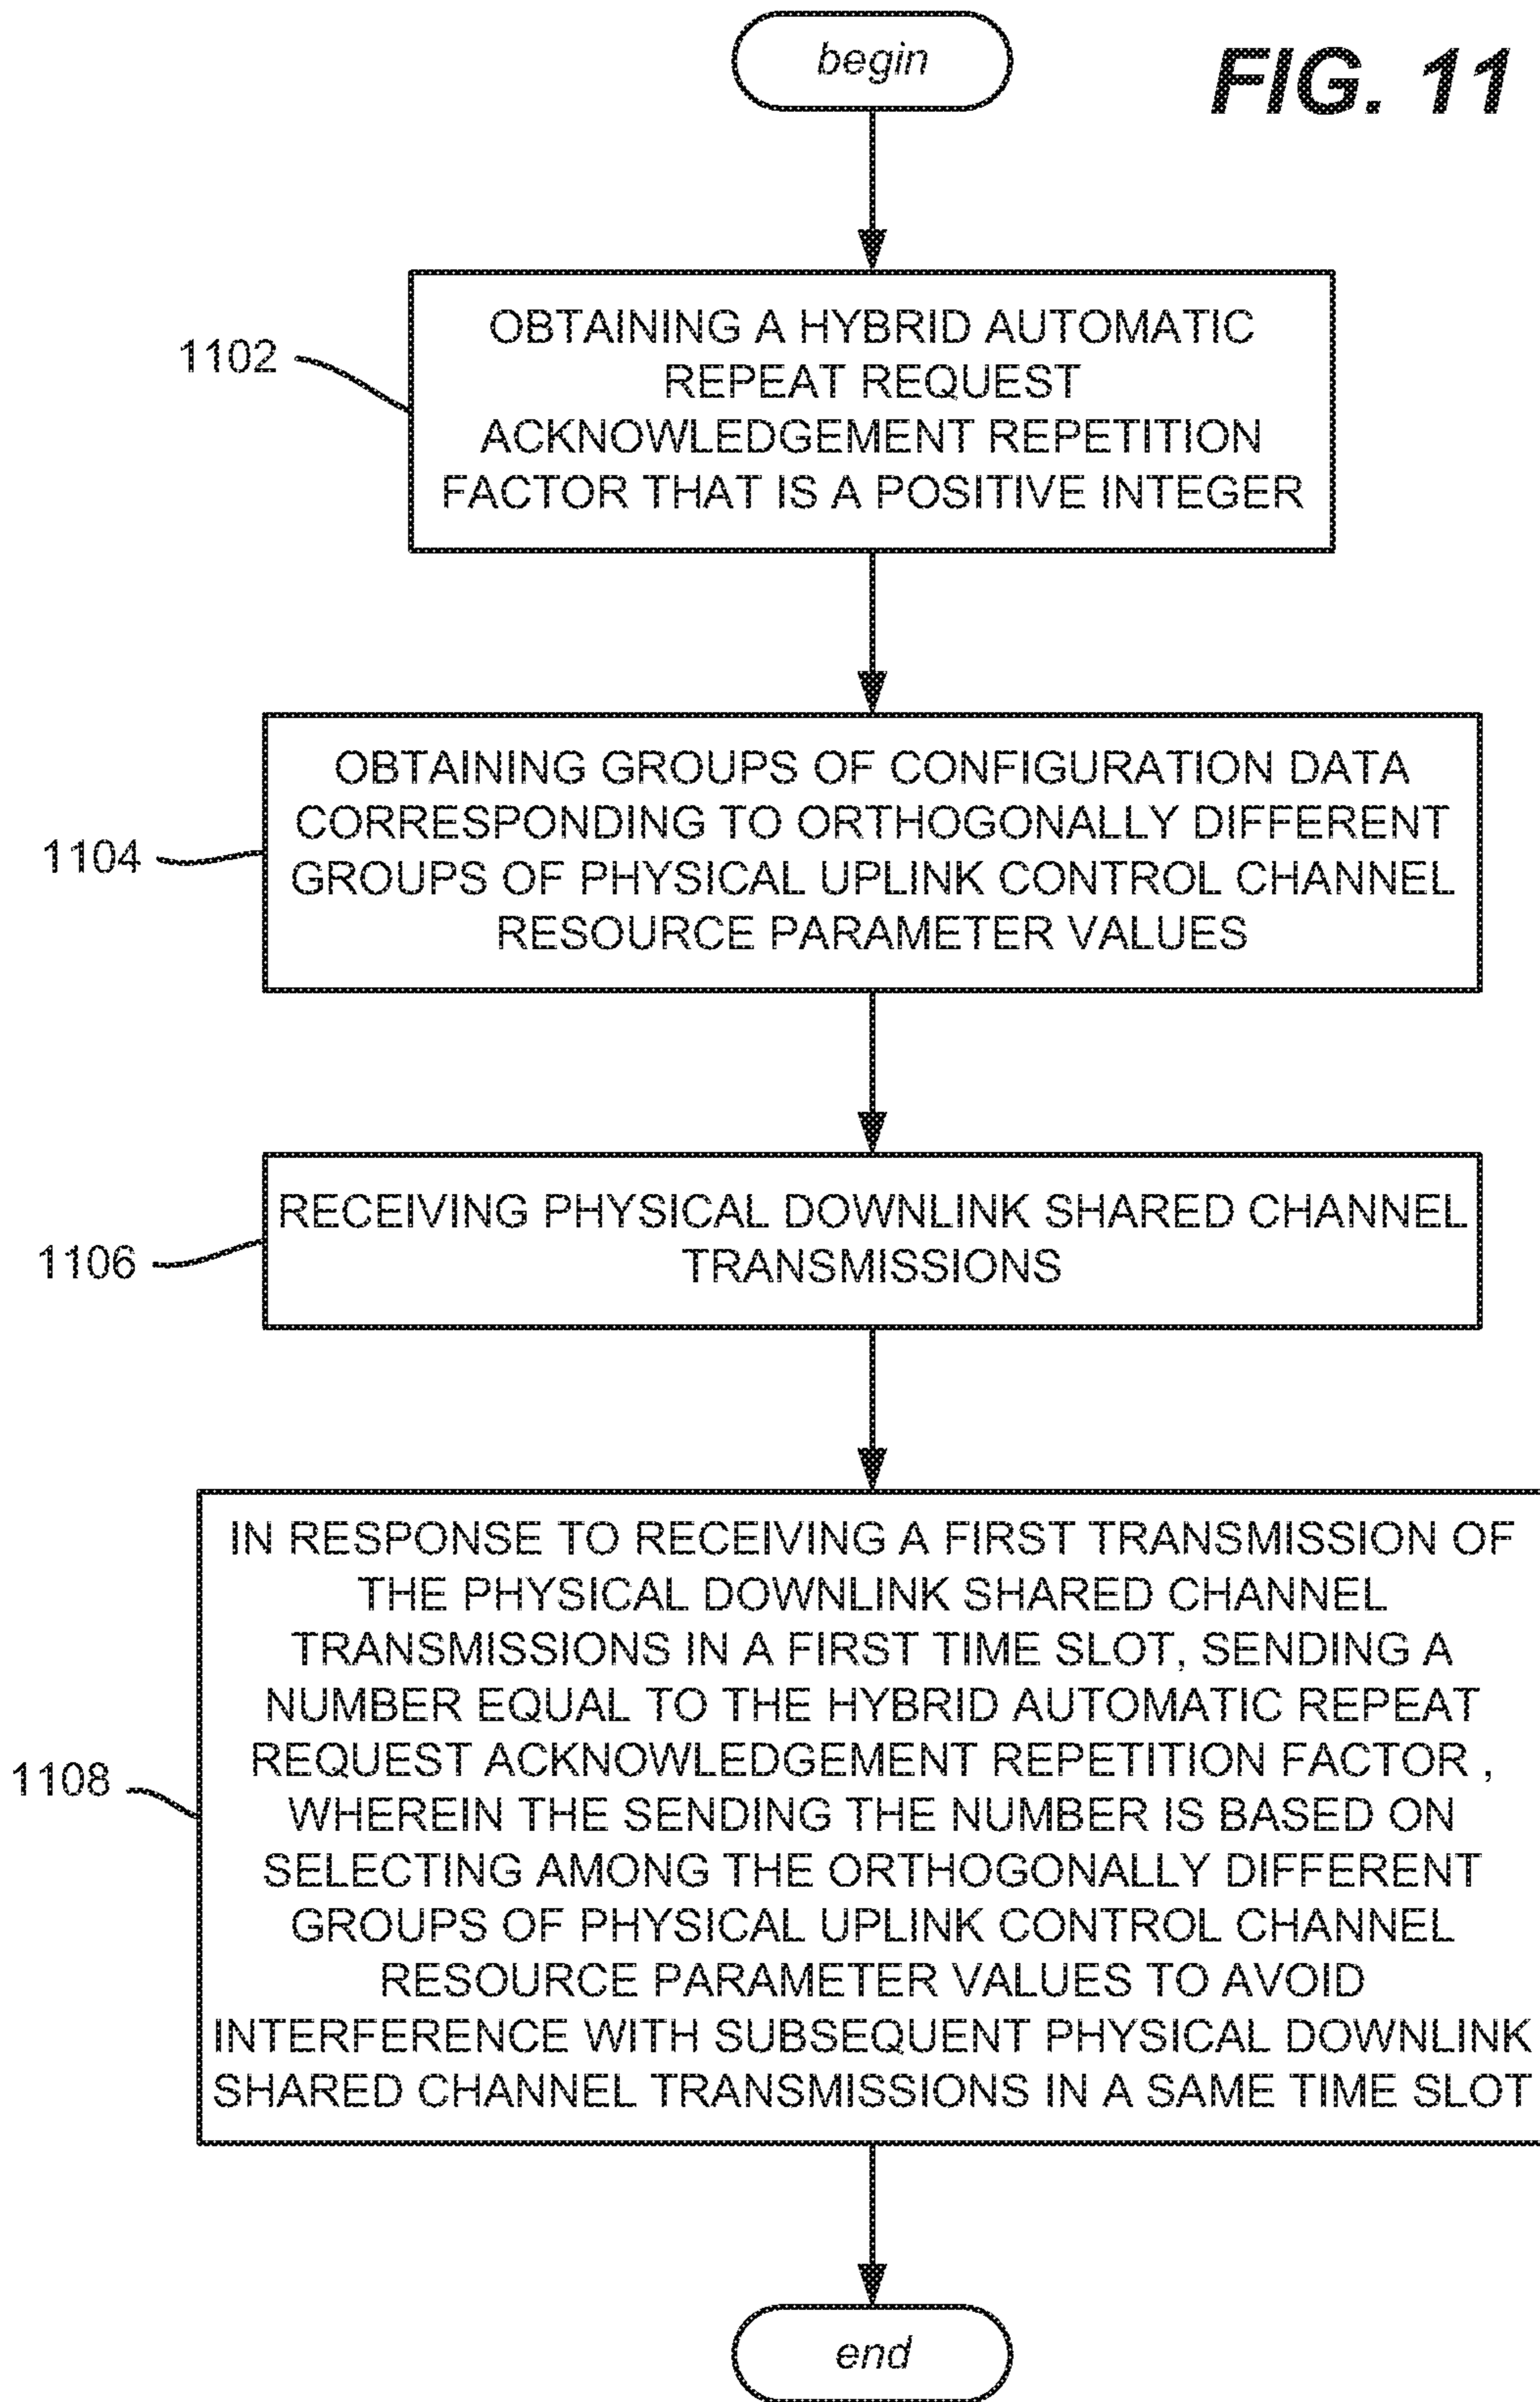 begin
FIG. 11
1102
OBTAINING A HYBRID AUTOMATIC
REPEAT REQUEST
ACKNOWLEDGEMENT REPETITION
FACTOR THAT IS A POSITIVE INTEGER
1104
OBTAINING GROUPS OF CONFIGURATION DATA
CORRESPONDING TO ORTHOGONALLY DIFFERENT
GROUPS OF PHYSICAL UPLINK CONTROL CHANNEL
RESOURCE PARAMETER VALUES
1106
RECEIVING PHYSICAL DOWNLINK SHARED CHANNEL
TRANSMISSIONS
1108
IN RESPONSE TO RECEIVING A FIRST TRANSMISSION OF
THE PHYSICAL DOWNLINK SHARED CHANNEL
TRANSMISSIONS IN A FIRST TIME SLOT, SENDING A
NUMBER EQUAL TO THE HYBRID AUTOMATIC REPEAT
REQUEST ACKNOWLEDGEMENT REPETITION FACTOR ,
WHEREIN THE SENDING THE NUMBER IS BASED ON
SELECTING AMONG THE ORTHOGONALLY DIFFERENT
GROUPS OF PHYSICAL UPLINK CONTROL CHANNEL
RESOURCE PARAMETER VALUES TO AVOID
INTERFERENCE WITH SUBSEQUENT PHYSICAL DOWNLINK
SHARED CHANNEL TRANSMISSIONS IN A SAME TIME SLOT
end